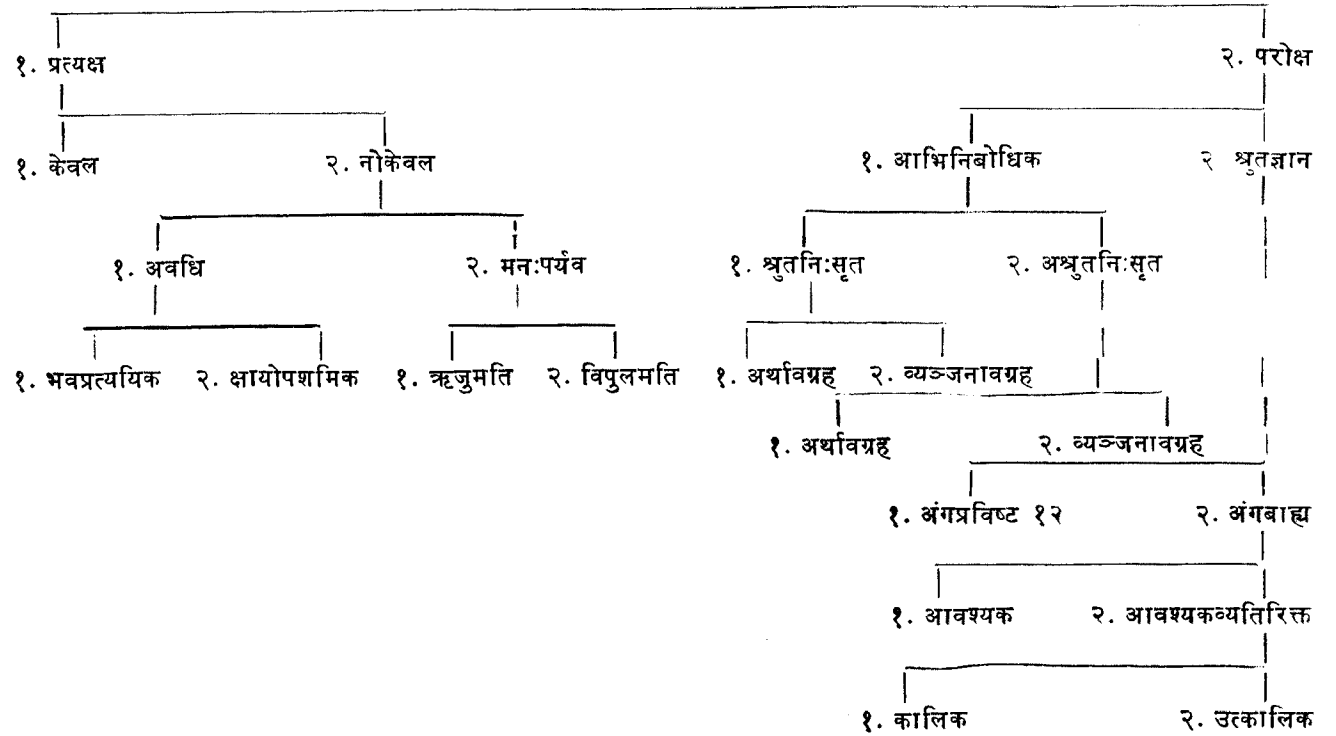 १. प्रत्यक्ष २. परोक्ष
१. केवल २. नोकेवल १. आभिनिबोधिक २ श्रुतज्ञान
१. अवधि २. मनःपर्यव १. श्रुतनिःसृत २. अश्रुतनिःसृत
१. भवप्रत्ययिक २. क्षायोपशमिक १. ऋजुमति २. विपुलमति १. अर्थावग्रह २. व्यञ्जनावग्रह
१. अर्थावग्रह २. व्यञ्जनावग्रह
१. अंगप्रविष्ट १२ २. अंगबाह्य
१. आवश्यक २. आवश्यकव्यतिरिक्त
१. कालिक २. उत्कालिक